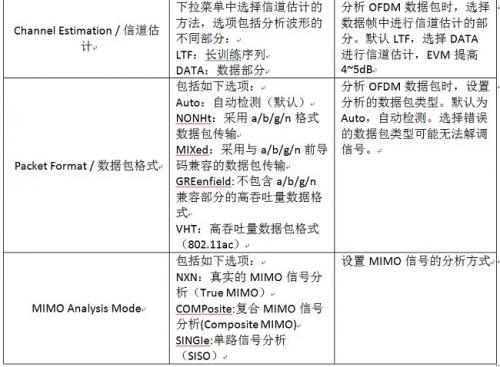 Channel Estimation / 信道估
计
下拉菜单中选择信道估计的
方法，选项包括分析波形的
不同部分：
LTF：长训练序列
DATA：数据部分
分析 OFDM 数据包时，选择
数据帧中进行信道估计的部
分。默认 LTF，选择 DATA
进行信道估计，EVM 提高
4~5dB
Packet Format / 数据包格式
包括如下选项：
Auto：自动检测（默认）
NONHt：采用 a/b/g/n 格式
数据包传输
MIXed：采用与 a/b/g/n 前导
码兼容的数据包传输
GREenfield:不包含 a/b/g/n
兼容部分的高吞吐量数据格
式
VHT：高吞吐量数据包格式
（802.11ac）
分析 OFDM 数据包时，设置
分析的数据包类型。默认为
Auto，自动检测。选择错误
的数据包类型可能无法解调
信号。
MIMO Analysis Mode
包括如下选项：
NXN：真实的 MIMO 信号分
析（True MIMO）
COMPosite:复合 MIMO 信号
分析(Composite MIMO)
SINGle:单路信号分析
（SISO）
设置 MIMO 信号的分析方式